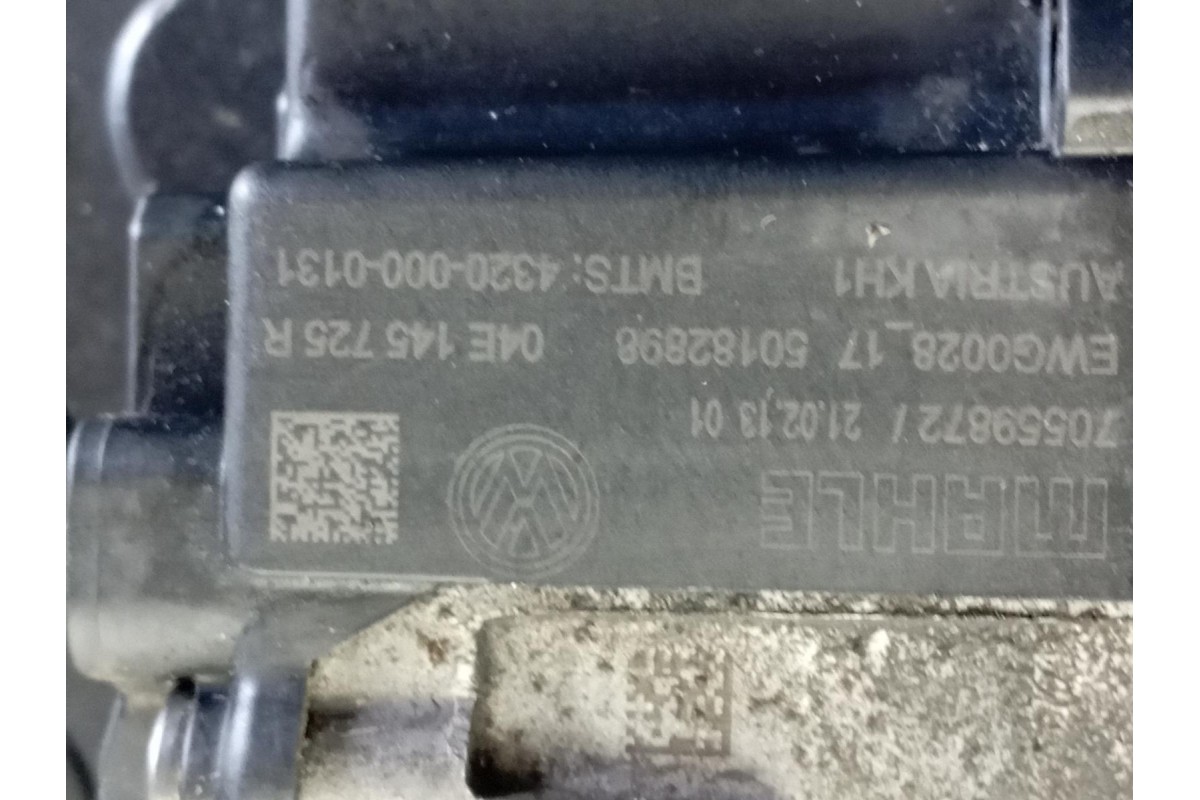 MAHLE
70559872 / 21.02.13 01
EWG0028_17 50182898 04E 145 725 R
AUSTRIA KH1 BMTS: 4320-000-0131